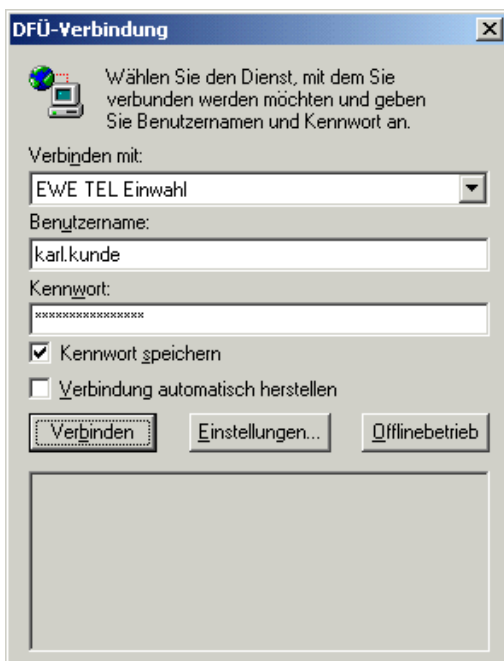 DFÜ-Verbindung
Wählen Sie den Dienst, mit dem Sie
verbunden werden möchten und geben
Sie Benutzernamen und Kennwort an.
Verbinden mit:
EWE TEL Einwahl
Benutzername:
karl.kunde
Kennwort:
****************
Kennwort speichern
Verbindung automatisch herstellen
Verbinden Einstellungen... Offlinebetrieb